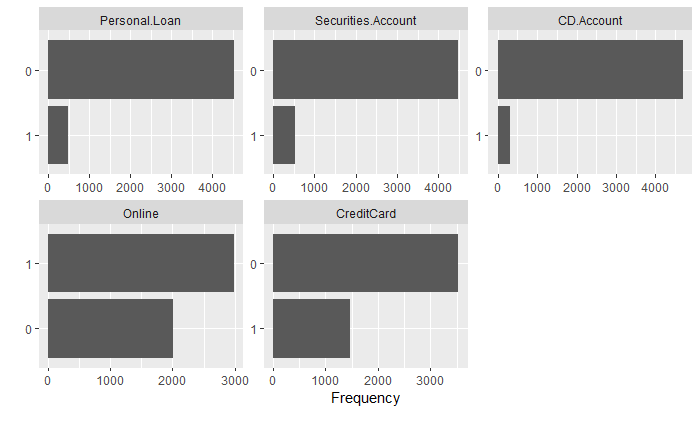 Personal.Loan Securities.Account CD.Account
0 0 0
1 1 1
0 1000 2000 3000 4000 0 1000 2000 3000 4000 0 1000 2000 3000 4000
Online CreditCard
1 0
0 1
0 1000 2000 3000 0 1000 2000 3000
Frequency